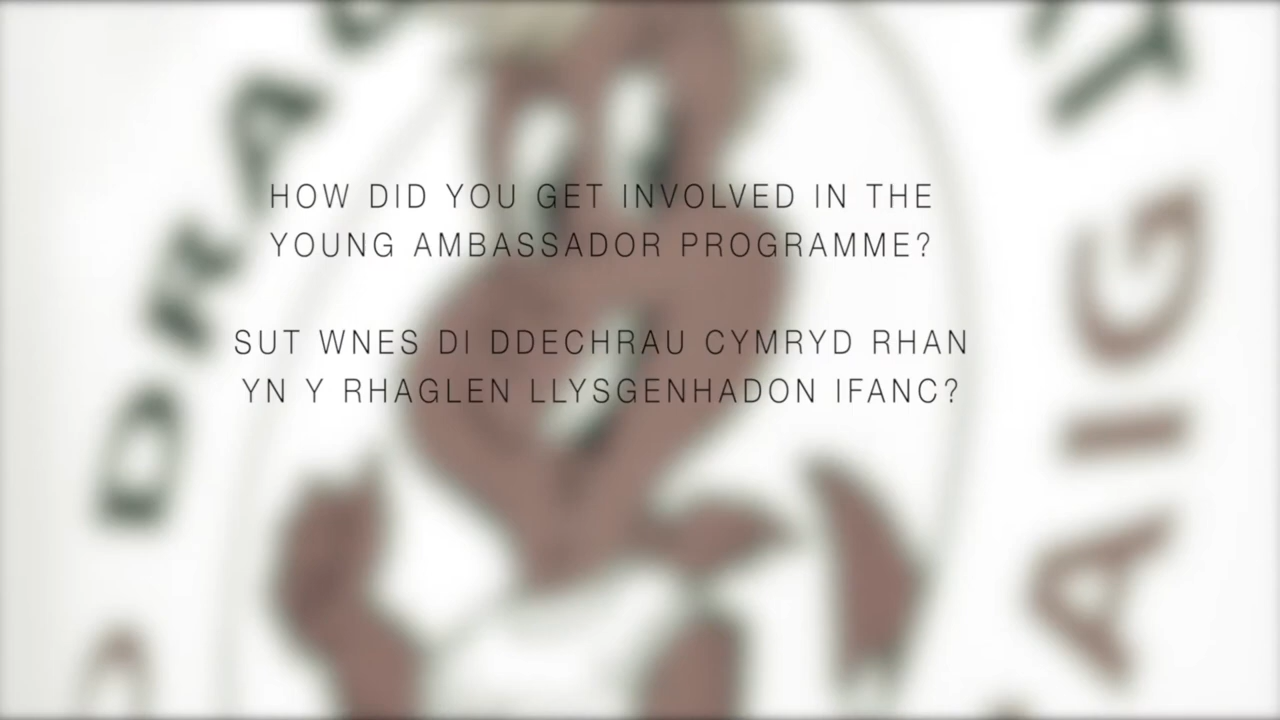 HOW DID YOU GET INVOLVED IN THE
YOUNG AMBASSADOR PROGRAMME?
SUT WNES DI DDECHRAU CYMRYD RHAN
YN Y RHAGLEN LLYSGENHADON IFANC?